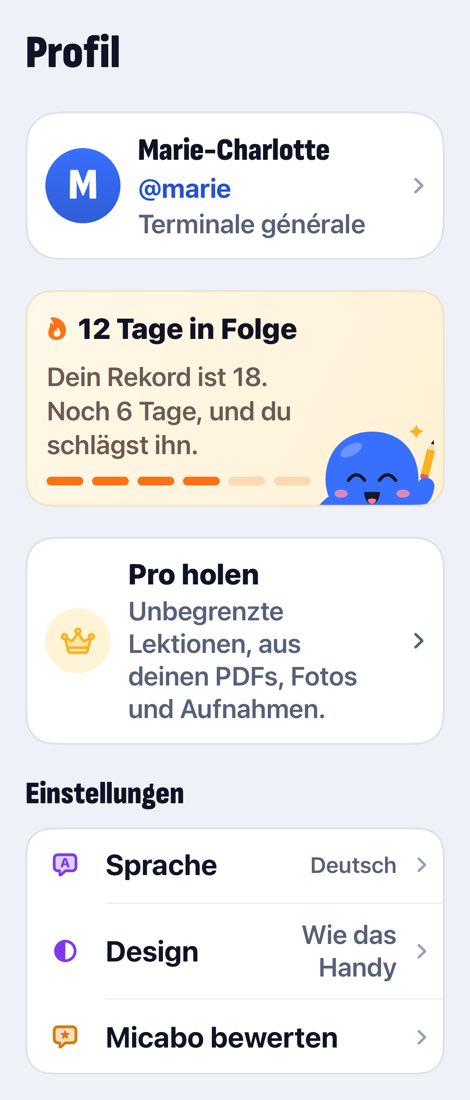 Profil
M
Marie-Charlotte
@marie
Terminale générale
12 Tage in Folge
Dein Rekord ist 18.
Noch 6 Tage, und du
schlägst ihn.
Pro holen
Unbegrenzte
Lektionen, aus
deinen PDFs, Fotos
und Aufnahmen.
Einstellungen
A
Sprache
Deutsch
Design
Wie das
Handy
Micabo bewerten